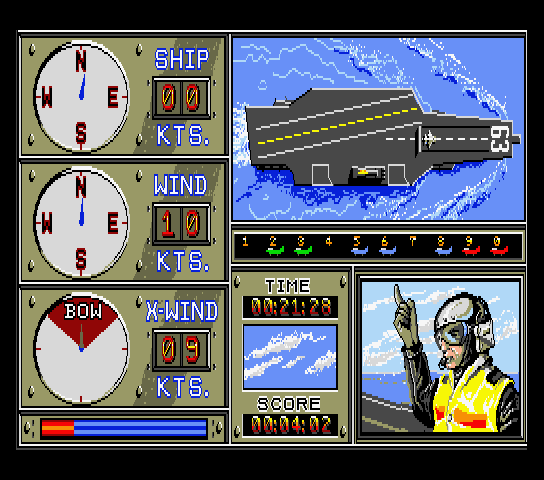 N
W E
S
SHIP
00
KTS.
N
W E
S
WIND
10
KTS.
BOW
X-WIND
09
KTS.
63
1 2 3 4 5 6 7 8 9 0
TIME
00:21:28
SCORE
00:04:02